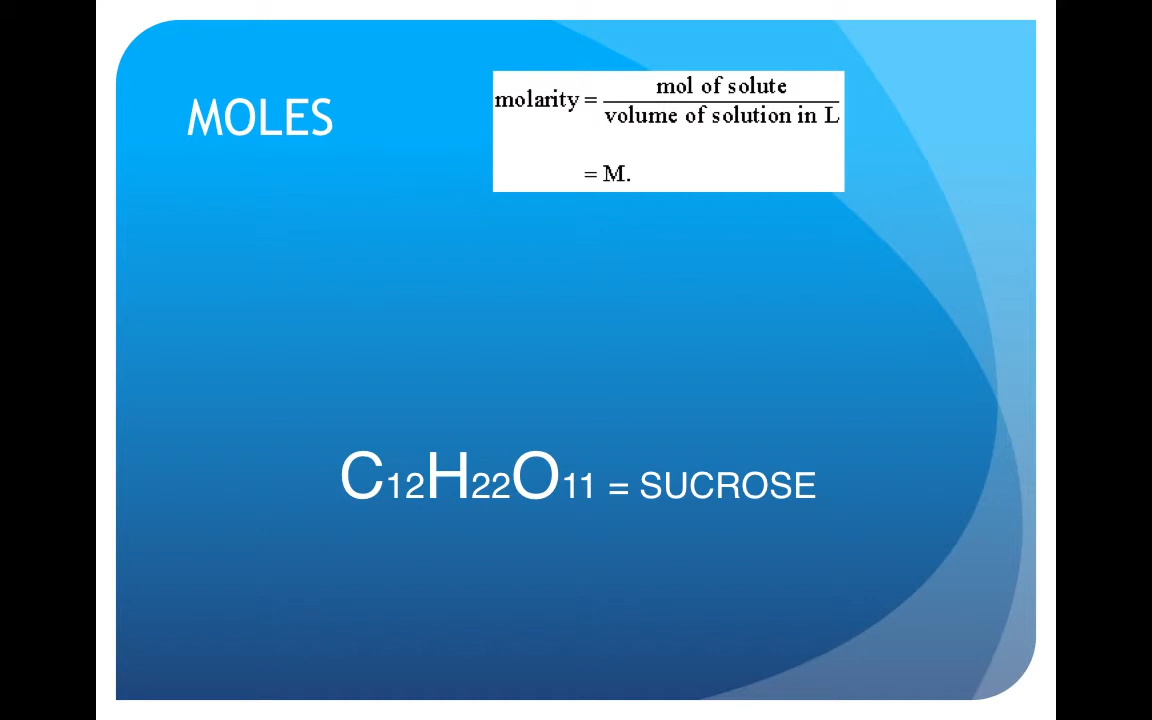 MOLES
molarity = mol of solute
volume of solution in L
= M.
C12H22O11 = SUCROSE